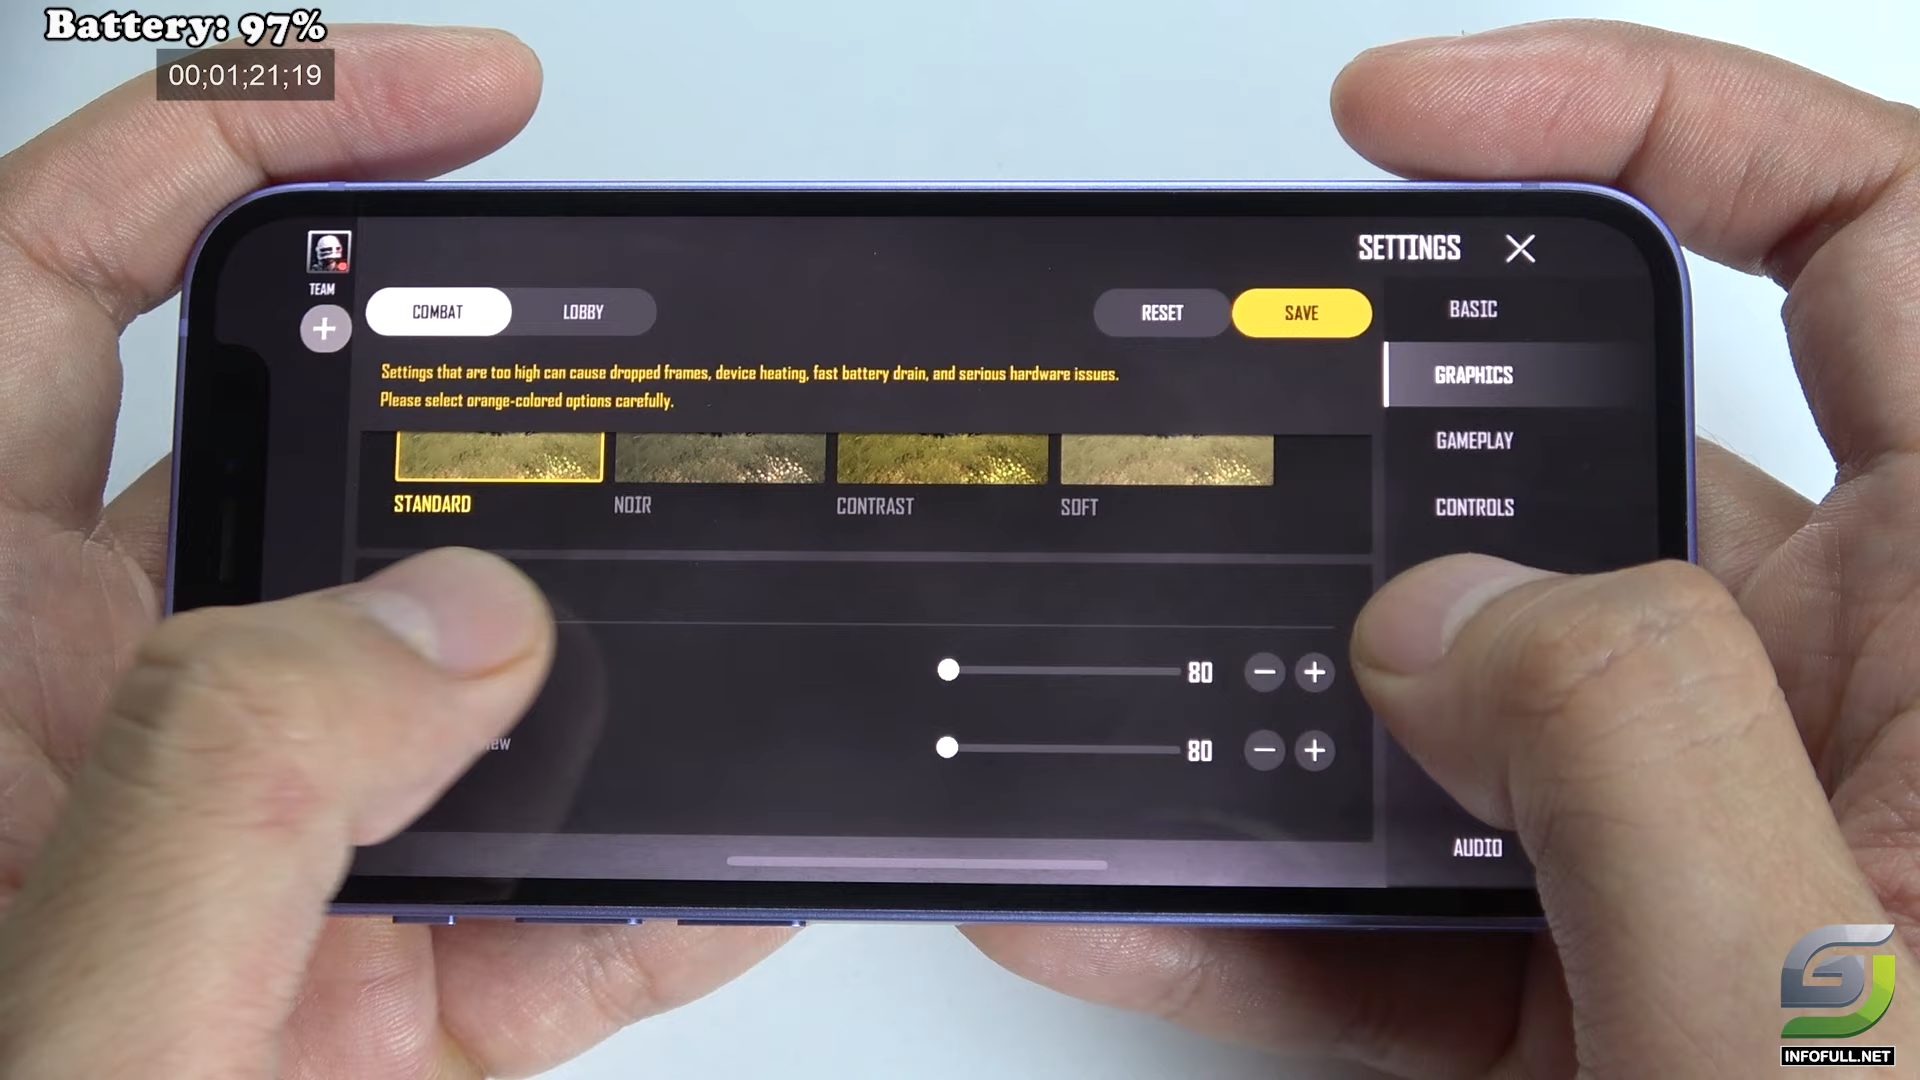 Battery: 97%
00;01;21;19
SETTINGS
TEAM
COMBAT
LOBBY
RESET
SAVE
BASIC
Settings that are too high can cause dropped frames, device heating, fast battery drain, and serious hardware issues.
Please select orange-colored options carefully.
GRAPHICS
GAMEPLAY
STANDARD
NOIR
CONTRAST
SOFT
CONTROLS
80
80
AUDIO
INFOFULL.NET